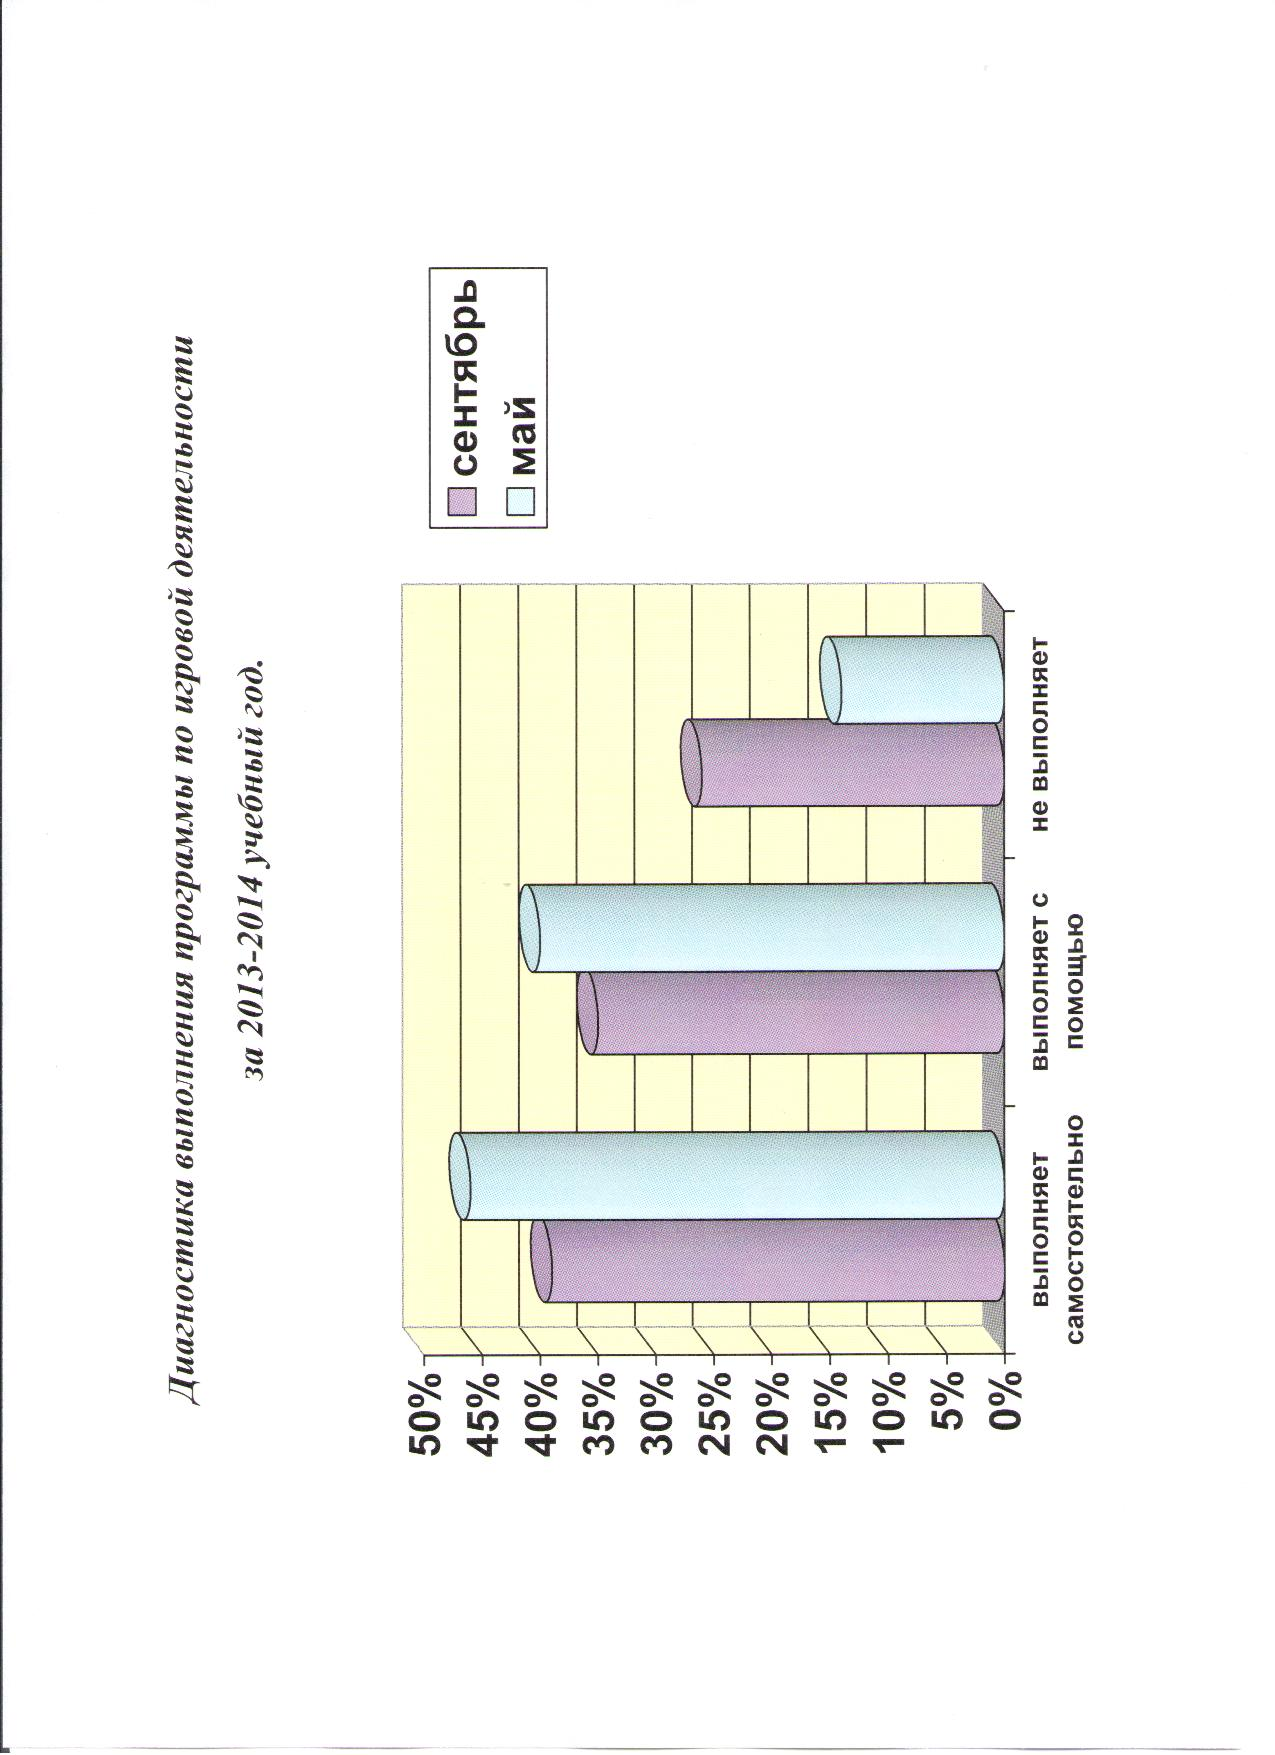 Диагностика выполнения программы по игровой деятельности
за 2013-2014 учебный год.
50%
45%
40%
35%
30%
25%
20%
15%
10%
5%
0%
выполняет
самостоятельно
выполняет с
помощью
не выполняет
сентябрь
май